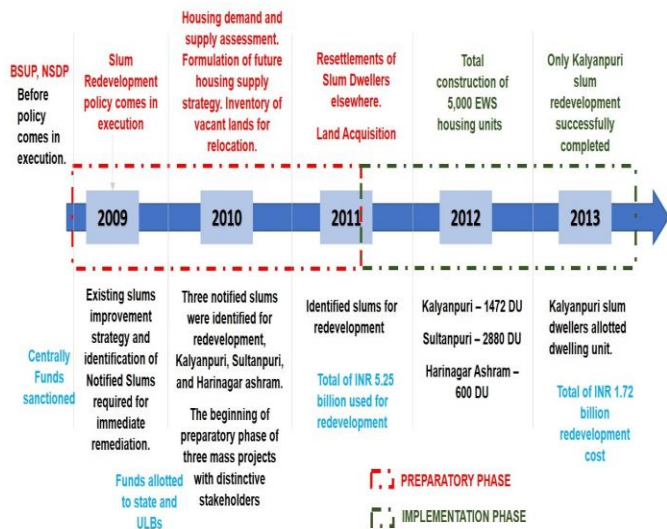 BSUP, NSDP
Before
policy
comes in
execution.
Slum
Redevelopment
policy comes in
execution
Housing demand and
supply assessment.
Formulation of future
housing supply
strategy. Inventory of
vacant lands for
relocation.
Resettlements of
Slum Dwellers
elsewhere.
Land Acquisition
Total
construction of
5,000 EWS
housing units
Only Kalyanpuri
slum
redevelopment
successfully
completed
2009
2010
2011
2012
2013
Centrally
Funds
sanctioned
Existing slums
improvement
strategy and
identification of
Notified Slums
required for
immediate
remediation.
Funds allotted
to state and
ULBs
Three notified slums
were identified for
redevelopment,
Kalyanpuri, Sultanpuri,
and Harinagar ashram.
The beginning of
preparatory phase of
three mass projects
with distinctive
stakeholders
Identified slums for
redevelopment
Total of INR 5.25
billion used for
redevelopment
Kalyanpuri – 1472 DU
Sultanpuri – 2880 DU
Harinagar Ashram –
600 DU
Kalyanpuri slum
dwellers allotted
dwelling unit.
Total of INR 1.72
billion
redevelopment
cost
PREPARATORY PHASE
IMPLEMENTATION PHASE